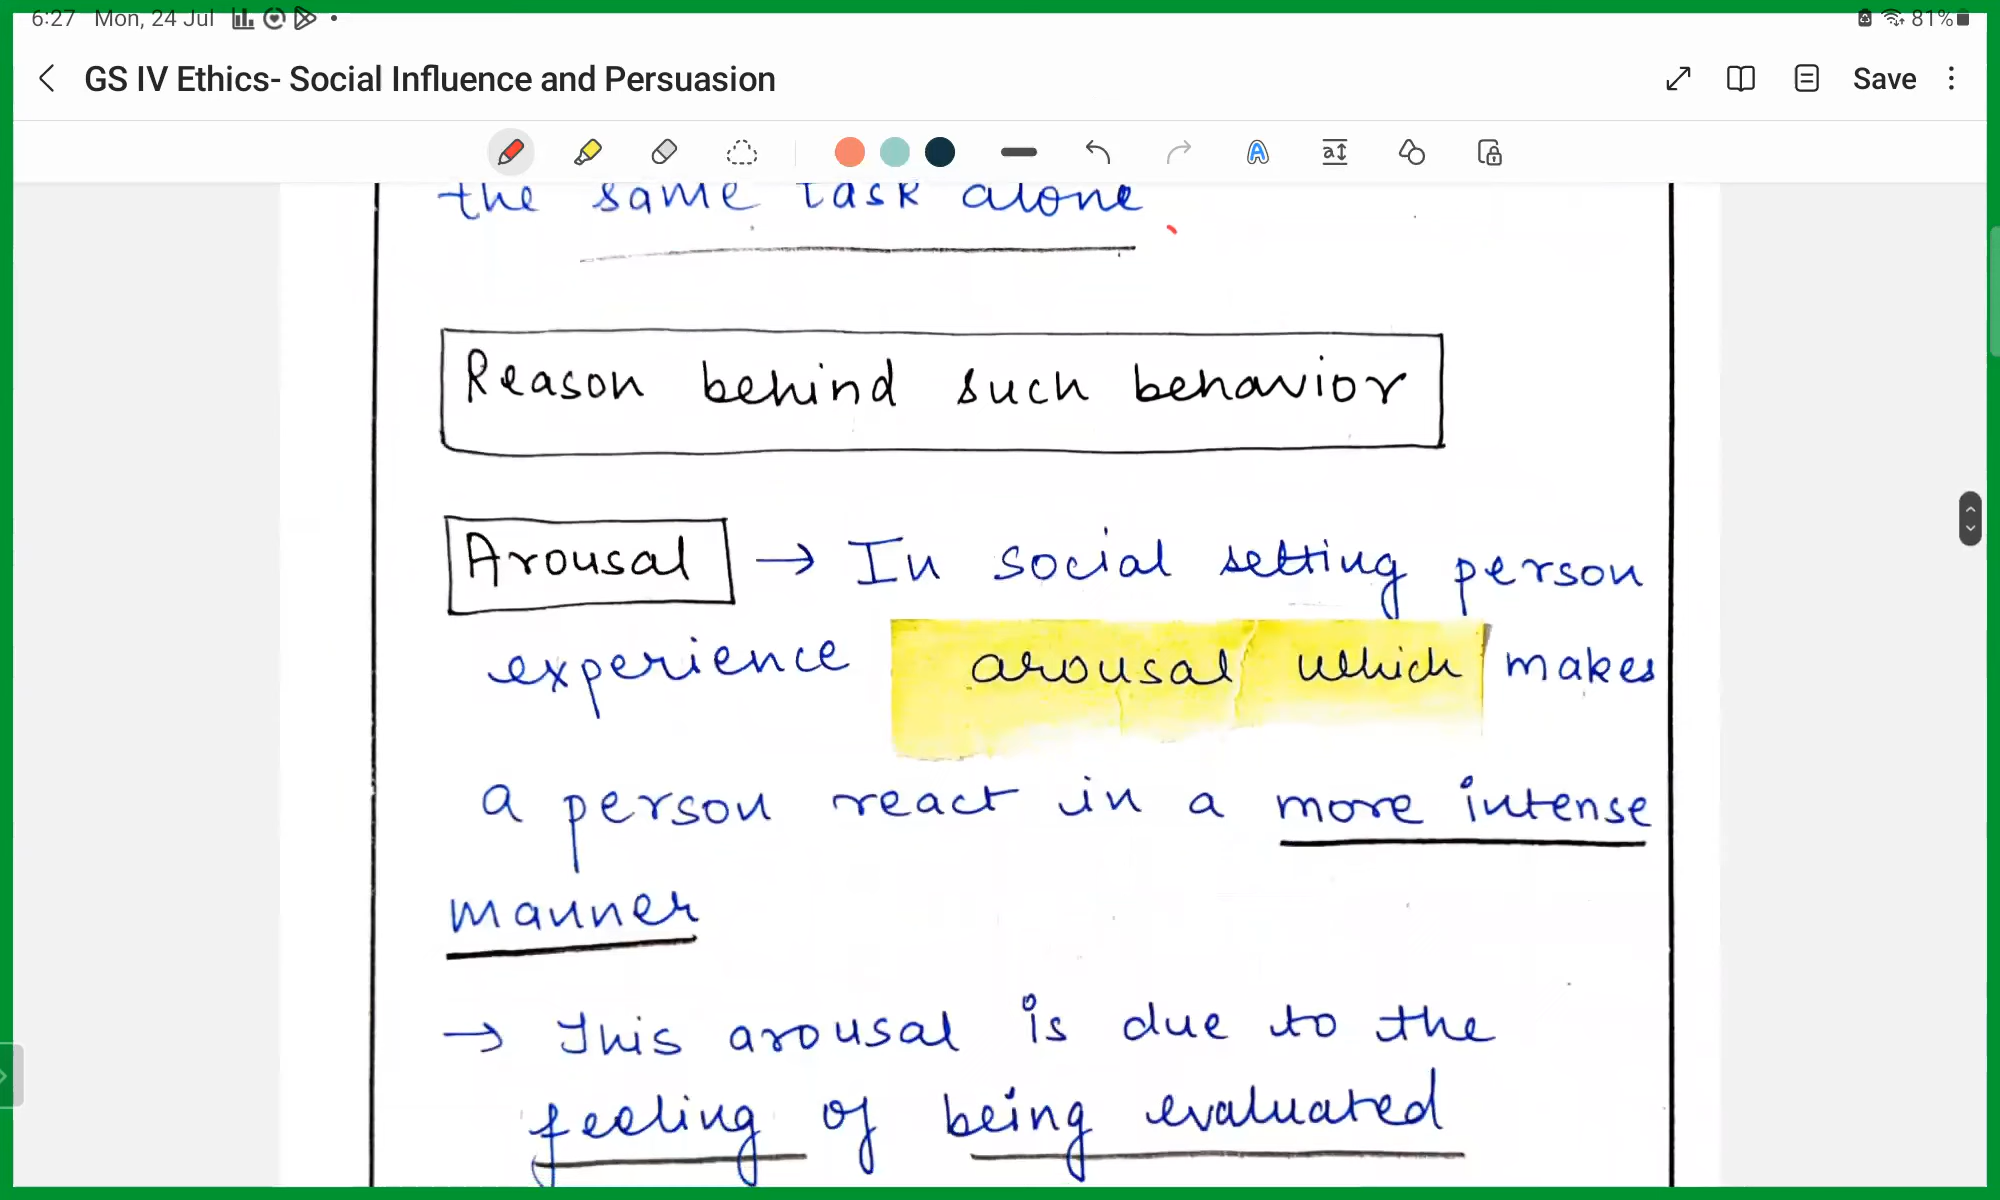 6:27 Mon, 24 Jul 81%
GS IV Ethics- Social Influence and Persuasion Save
the same task alone
Reason behind such behavior
Arousal → In social setting person
experience arousal which makes
a person react in a more intense
manner
→ This arousal is due to the
feeling of being evaluated